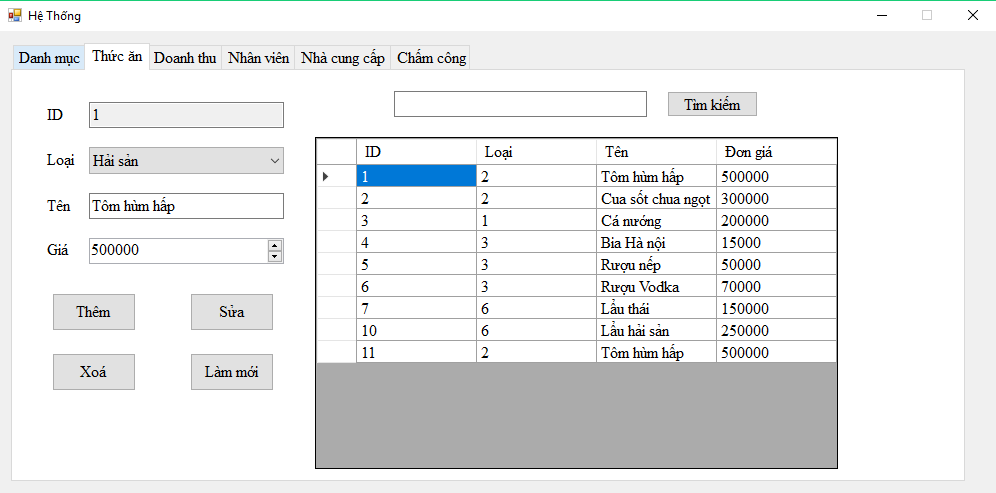 Hệ Thống
Danh mục Thức ăn Doanh thu Nhân viên Nhà cung cấp Chấm công
ID 1
Loại Hải sản
Tên Tôm hùm hấp
Giá 500000
Thêm Sửa
Xoá Làm mới
Tìm kiếm
ID Loại Tên Đơn giá
1 2 Tôm hùm hấp 500000
2 2 Cua sốt chua ngọt 300000
3 1 Cá nướng 200000
4 3 Bia Hà nội 15000
5 3 Rượu nếp 50000
6 3 Rượu Vodka 70000
7 6 Lẩu thái 150000
10 6 Lẩu hải sản 250000
11 2 Tôm hùm hấp 500000